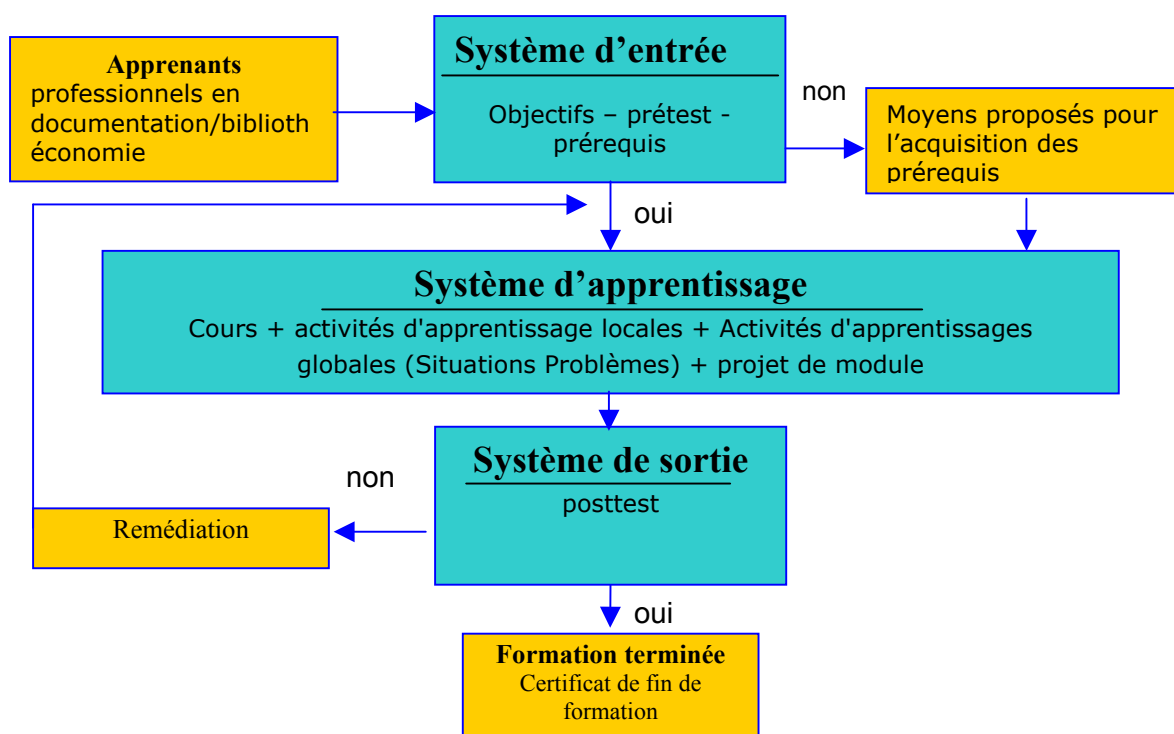 Apprenants
professionnels en
documentation/biblioth
économie
Système d’entrée
Objectifs – prétest -
prérequis
non
Moyens proposés pour
l’acquisition des
prérequis
oui
Système d’apprentissage
Cours + activités d'apprentissage locales + Activités d'apprentissages
globales (Situations Problèmes) + projet de module
Système de sortie
posttest
non
Remédiation
oui
Formation terminée
Certificat de fin de
formation